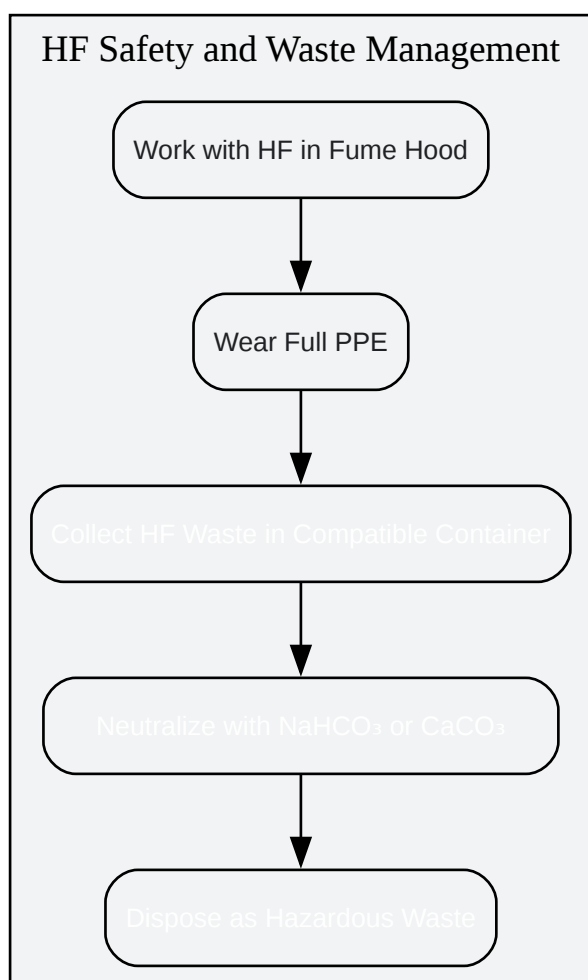 HF Safety and Waste Management
Work with HF in Fume Hood
Wear Full PPE
Collect HF Waste in Compatible Container
Neutralize with NaHCO₃ or CaCO₃
Dispose as Hazardous Waste